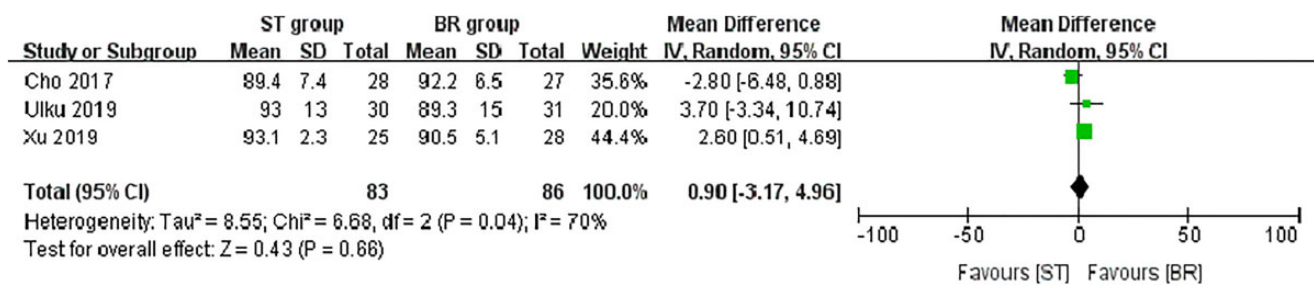 ST group BR group Mean Difference Mean Difference
Study or Subgroup Mean SD Total Mean SD Total Weight IV, Random, 95% CI IV, Random, 95% CI
Cho 2017 89.4 7.4 28 92.2 6.5 27 35.6% -2.80 [-6.48, 0.88]
Ulku 2019 93 13 30 89.3 15 31 20.0% 3.70 [-3.34, 10.74]
Xu 2019 93.1 2.3 25 90.5 5.1 28 44.4% 2.60 [0.51, 4.69]
Total (95% CI) 83 86 100.0% 0.90 [-3.17, 4.96]
Heterogeneity: Tau² = 8.55; Chi² = 6.68, df = 2 (P = 0.04); I² = 70%
Test for overall effect: Z = 0.43 (P = 0.66)
-100 -50 0 50 100
Favours [ST] Favours [BR]